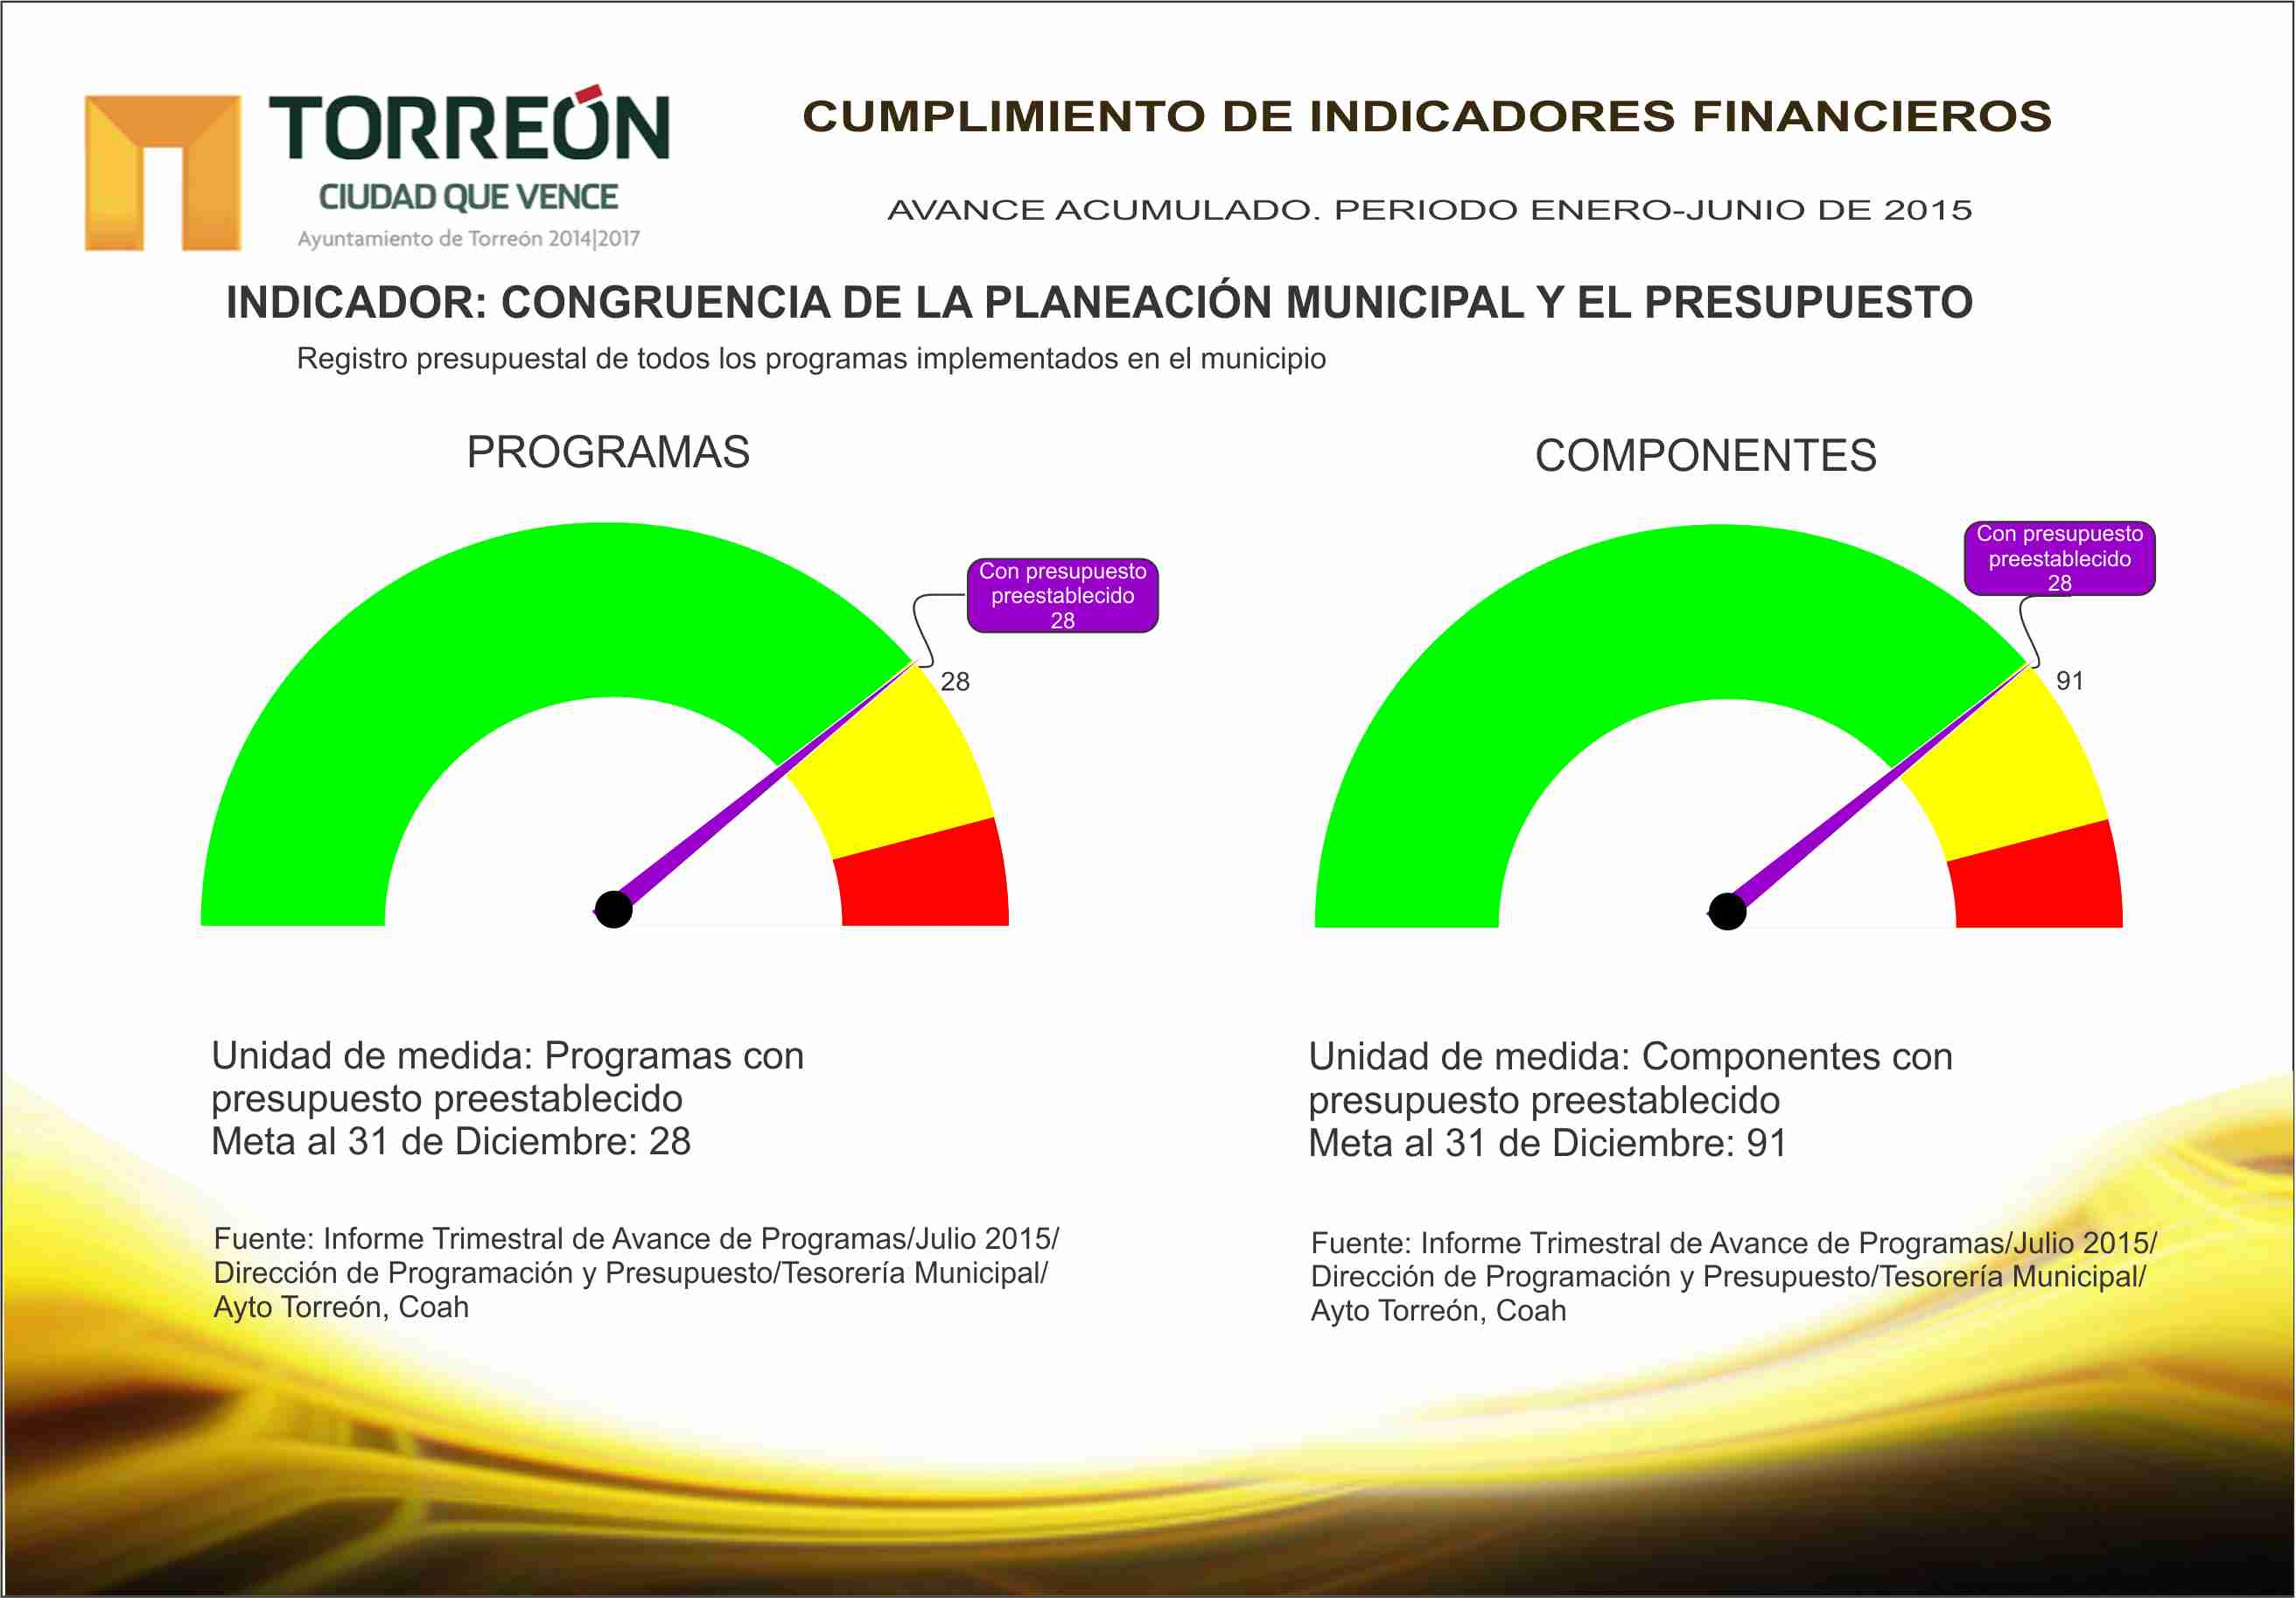 TORREÓN
CIUDAD QUE VENCE
Ayuntamiento de Torreón 2014|2017
CUMPLIMIENTO DE INDICADORES FINANCIEROS
AVANCE ACUMULADO. PERIODO ENERO-JUNIO DE 2015
INDICADOR: CONGRUENCIA DE LA PLANEACIÓN MUNICIPAL Y EL PRESUPUESTO
Registro presupuestal de todos los programas implementados en el municipio
PROGRAMAS
Con presupuesto
preestablecido
28
28
Unidad de medida: Programas con
presupuesto preestablecido
Meta al 31 de Diciembre: 28
Fuente: Informe Trimestral de Avance de Programas/Julio 2015/
Dirección de Programación y Presupuesto/Tesorería Municipal/
Ayto Torreón, Coah
COMPONENTES
Con presupuesto
preestablecido
28
91
Unidad de medida: Componentes con
presupuesto preestablecido
Meta al 31 de Diciembre: 91
Fuente: Informe Trimestral de Avance de Programas/Julio 2015/
Dirección de Programación y Presupuesto/Tesorería Municipal/
Ayto Torreón, Coah